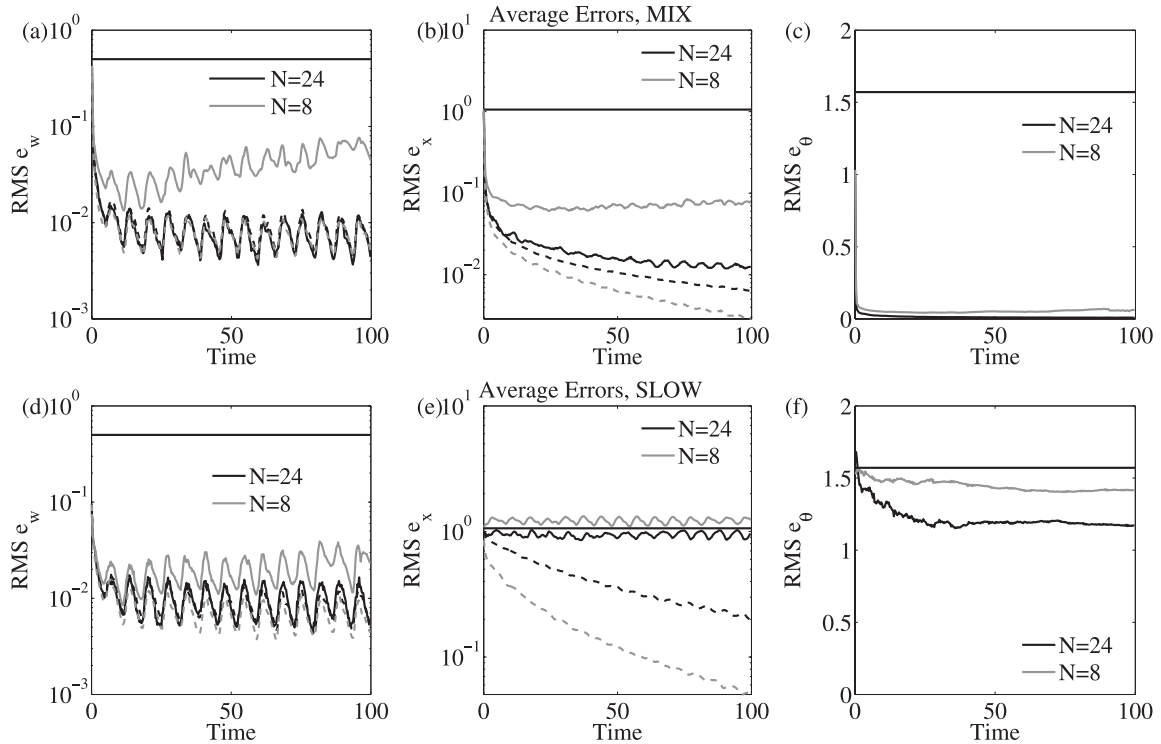 Average Errors, MIX
(a)
10^0
10^-1
10^-2
10^-3
RMS e_w
N=24
N=8
0
50
100
Time
(b)
10^1
10^0
10^-1
10^-2
RMS e_x
N=24
N=8
0
50
100
Time
(c)
2
1.5
1
0.5
0
RMS e_θ
N=24
N=8
0
50
100
Time
Average Errors, SLOW
(d)
10^0
10^-1
10^-2
10^-3
RMS e_w
N=24
N=8
0
50
100
Time
(e)
10^1
10^0
10^-1
RMS e_x
N=24
N=8
0
50
100
Time
(f)
2
1.5
1
0.5
0
RMS e_θ
N=24
N=8
0
50
100
Time